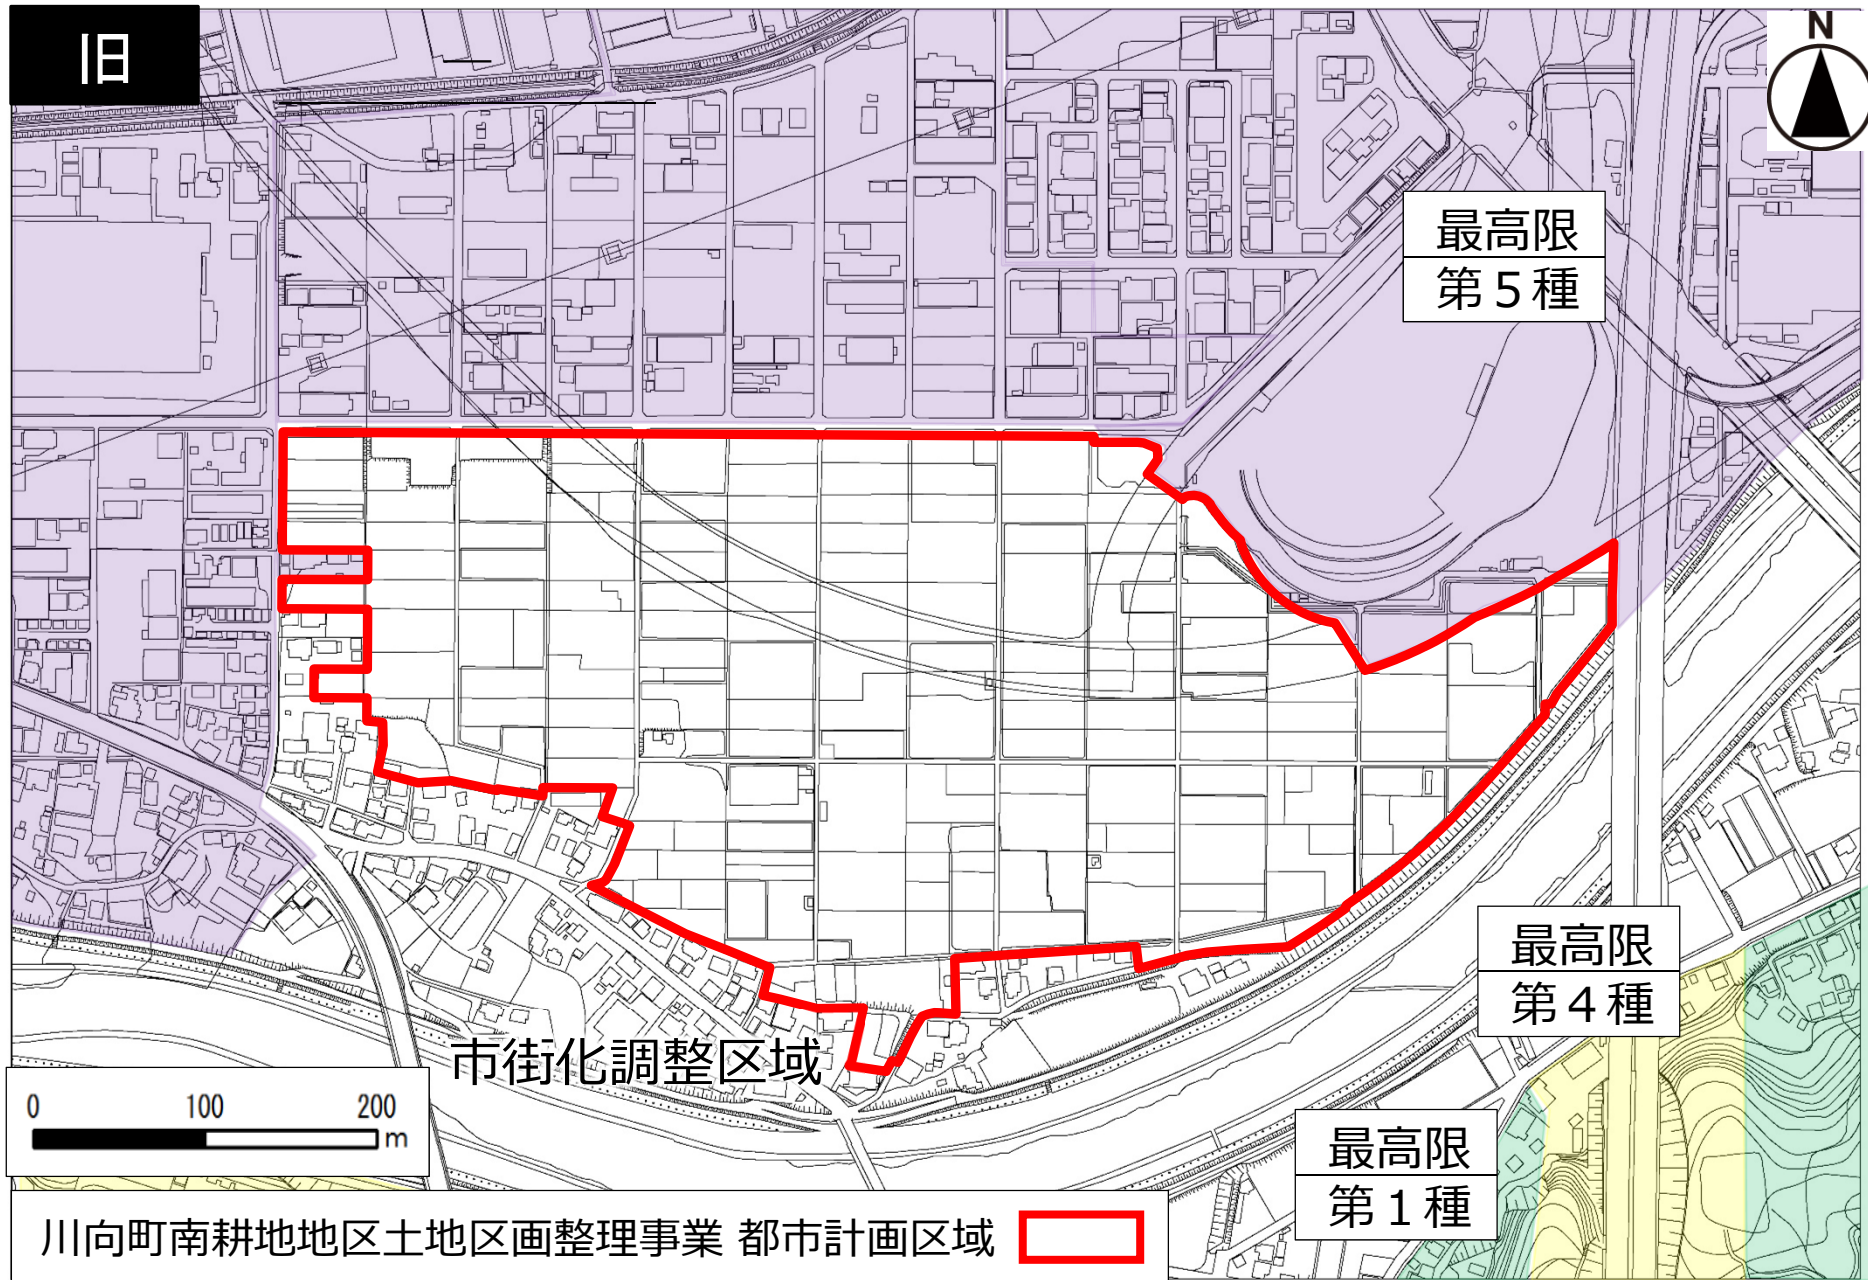 旧
N
最高限
第5種
最高限
第4種
市街化調整区域
0 100 200
m
最高限
第1種
川向町南耕地地区土地区画整理事業 都市計画区域